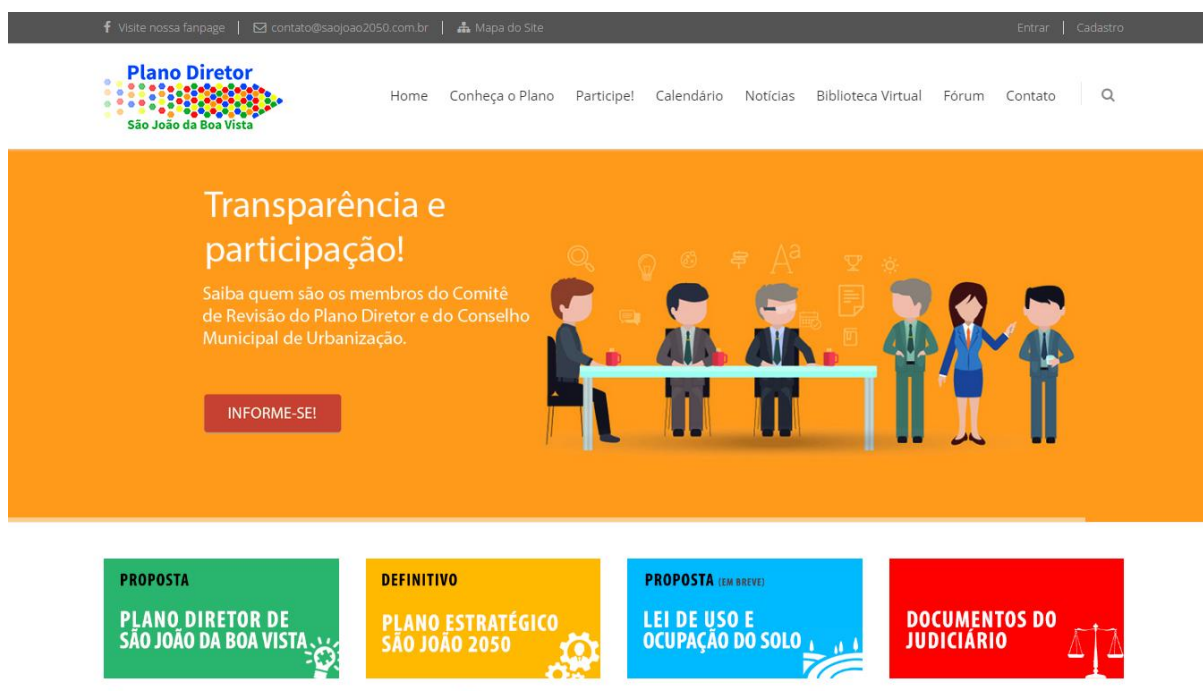 Visite nossa fanpage | contato@saojoao2050.com.br | Mapa do Site
Entrar | Cadastro
Plano Diretor
São João da Boa Vista
Home Conheça o Plano Participe! Calendário Notícias Biblioteca Virtual Fórum Contato
Transparência e
participação!
Saiba quem são os membros do Comitê
de Revisão do Plano Diretor e do Conselho
Municipal de Urbanização.
INFORME-SE!
Aa
PROPOSTA
PLANO DIRETOR DE
SÃO JOÃO DA BOA VISTA
DEFINITIVO
PLANO ESTRATÉGICO
SÃO JOÃO 2050
PROPOSTA (EM BREVE)
LEI DE USO E
OCUPAÇÃO DO SOLO
DOCUMENTOS DO
JUDICIÁRIO